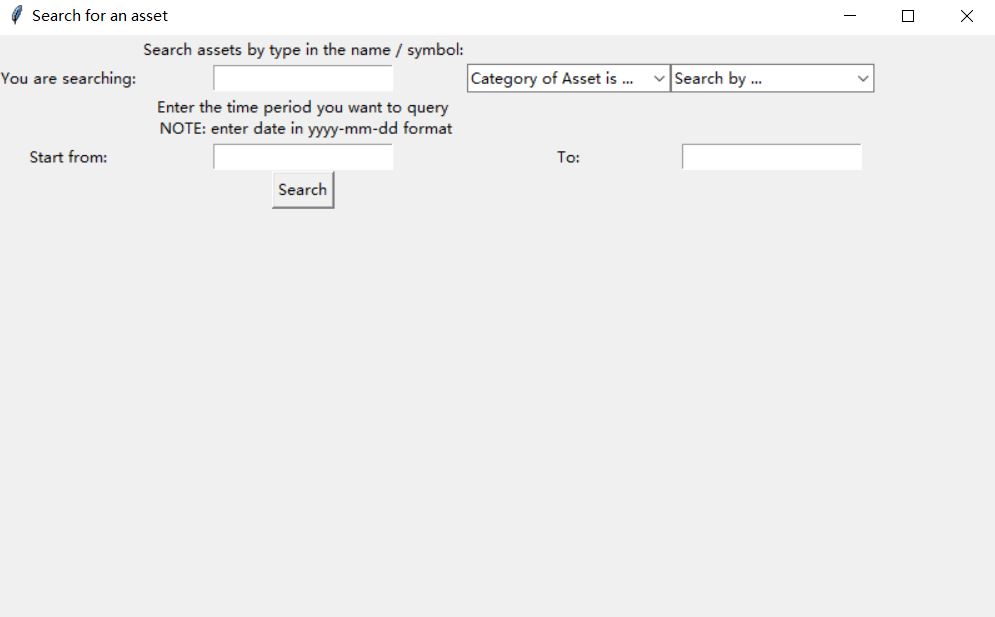 Search for an asset
Search assets by type in the name / symbol:
You are searching: Category of Asset is ... Search by ...
Enter the time period you want to query
NOTE: enter date in yyyy-mm-dd format
Start from: To:
Search